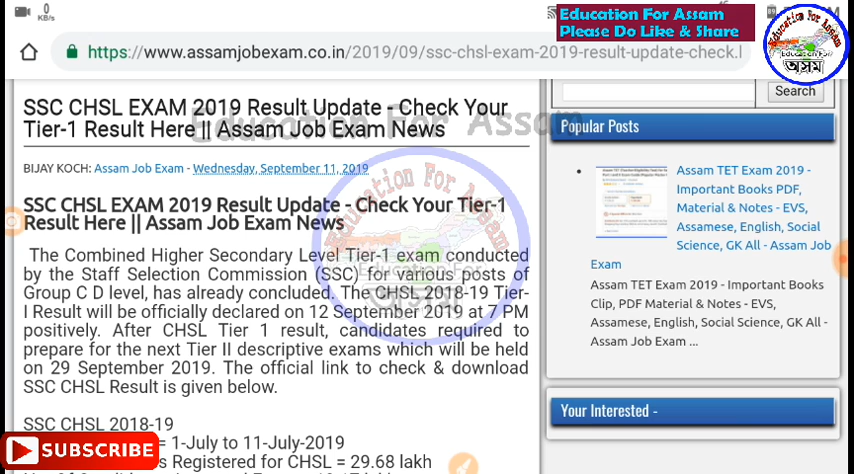 0
KB/s
Education For Assam
Please Do Like & Share
https://www.assamjobexam.co.in/2019/09/ssc-chsl-exam-2019-result-update-check.
Education For Assam
অসম
SSC CHSL EXAM 2019 Result Update - Check Your
Tier-1 Result Here || Assam Job Exam News
Education For Assam
BIJAY KOCH: Assam Job Exam - Wednesday, September 11, 2019
SSC CHSL EXAM 2019 Result Update - Check Your Tier-1
Result Here || Assam Job Exam News
The Combined Higher Secondary Level Tier-1 exam conducted
by the Staff Selection Commission (SSC) for various posts of
Group C D level, has already concluded. The CHSL 2018-19 Tier-
I Result will be officially declared on 12 September 2019 at 7 PM
positively. After CHSL Tier 1 result, candidates required to
prepare for the next Tier II descriptive exams which will be held
on 29 September 2019. The official link to check & download
SSC CHSL Result is given below.
SSC CHSL 2018-19
= 1-July to 11-July-2019
s Registered for CHSL = 29.68 lakh
Education For Assam
Education For
অসম
SUBSCRIBE
Search
Popular Posts
Assam TET Exam 2019 -
Important Books PDF,
Material & Notes - EVS,
Assamese, English, Social
Science, GK All - Assam Job
Exam
Assam TET Exam 2019 - Important Books
Clip, PDF Material & Notes - EVS,
Assamese, English, Social Science, GK All -
Assam Job Exam ...
Your Interested -